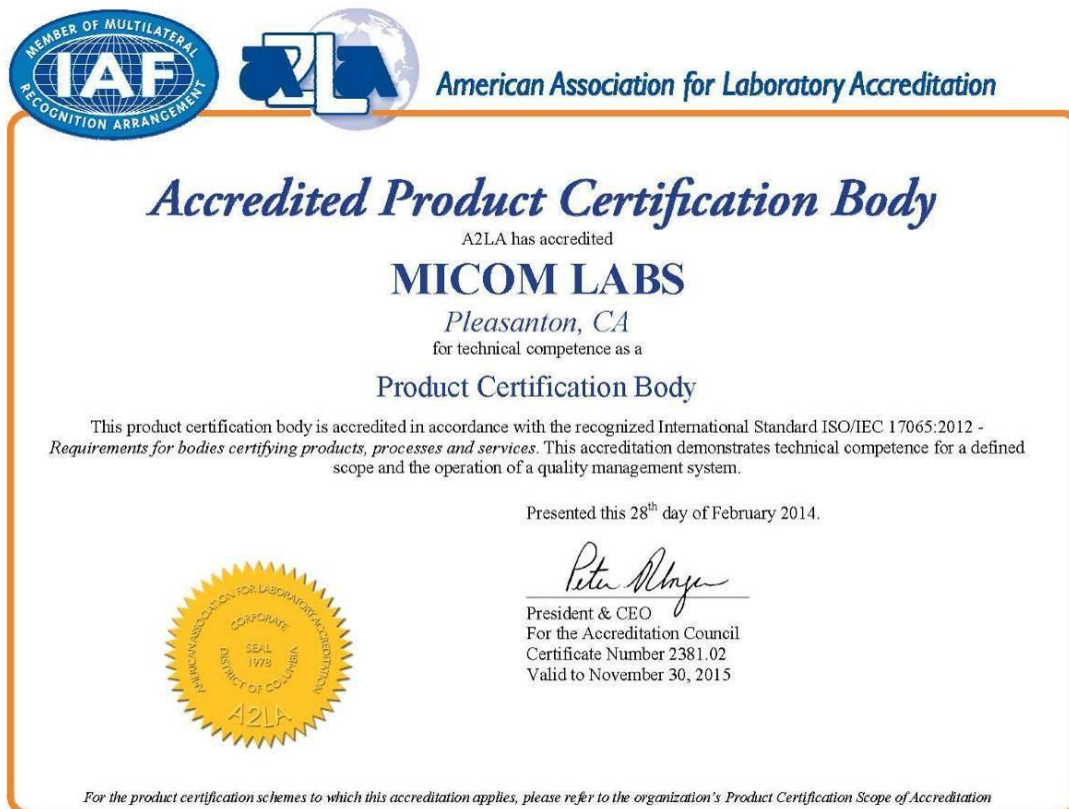 MEMBER OF MULTILATERAL
IAF
RECOGNITION ARRANGEMENT
A2LA
American Association for Laboratory Accreditation
Accredited Product Certification Body
A2LA has accredited
MICOM LABS
Pleasanton, CA
for technical competence as a
Product Certification Body
This product certification body is accredited in accordance with the recognized International Standard ISO/IEC 17065:2012 -
Requirements for bodies certifying products, processes and services. This accreditation demonstrates technical competence for a defined
scope and the operation of a quality management system.
Presented this 28th day of February 2014.
President & CEO
For the Accreditation Council
Certificate Number 2381.02
Valid to November 30, 2015
AMERICAN ASSOCIATION FOR LABORATORY ACCREDITATION
CORPORATE
SEAL
1978
DISTRICT OF COLUMBIA
A2LA
For the product certification schemes to which this accreditation applies, please refer to the organization's Product Certification Scope of Accreditation